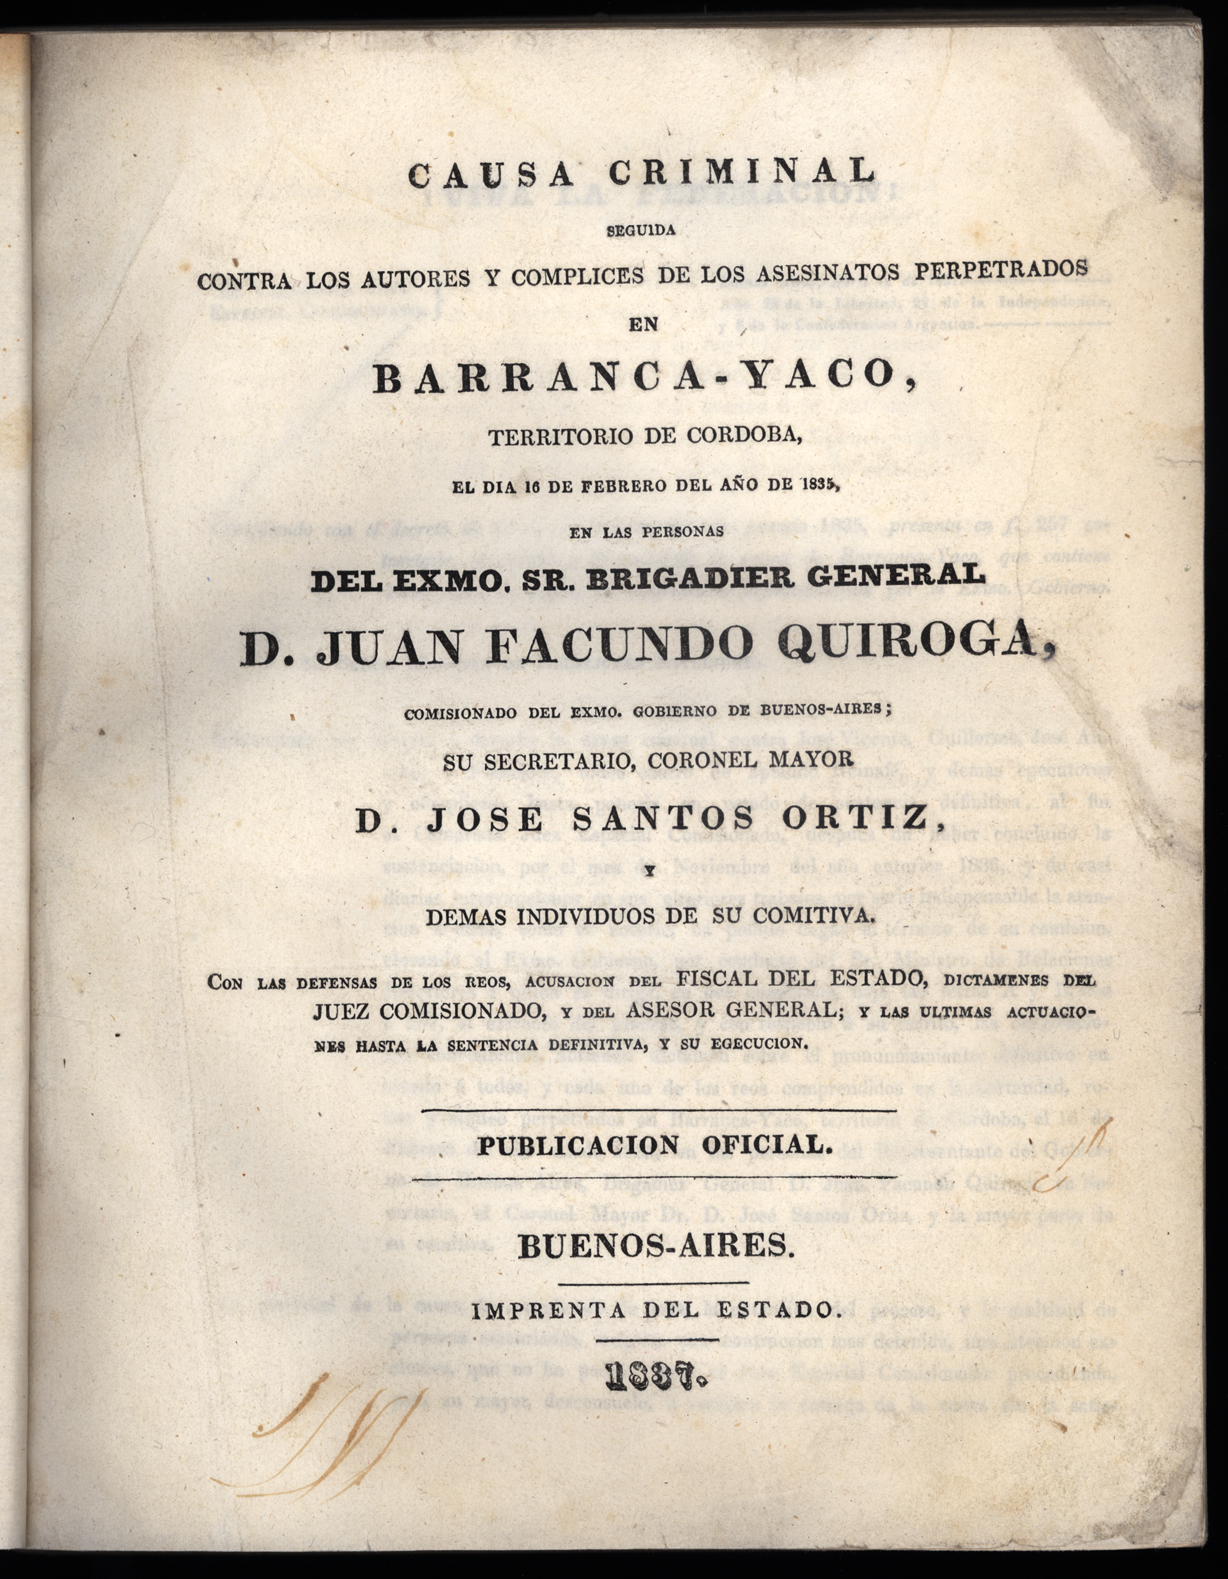 CAUSA CRIMINAL
SEGUIDA
CONTRA LOS AUTORES Y COMPLICES DE LOS ASESINATOS PERPETRADOS
EN
BARRANCA-YACO,
TERRITORIO DE CORDOBA,
EL DIA 16 DE FEBRERO DEL AÑO DE 1835,
EN LAS PERSONAS
DEL EXMO. SR. BRIGADIER GENERAL
D. JUAN FACUNDO QUIROGA,
COMISIONADO DEL EXMO. GOBIERNO DE BUENOS-AIRES;
SU SECRETARIO, CORONEL MAYOR
D. JOSE SANTOS ORTIZ,
Y
DEMAS INDIVIDUOS DE SU COMITIVA.
CON LAS DEFENSAS DE LOS REOS, ACUSACION DEL FISCAL DEL ESTADO, DICTAMENES DEL
JUEZ COMISIONADO, Y DEL ASESOR GENERAL; Y LAS ULTIMAS ACTUACIO-
NES HASTA LA SENTENCIA DEFINITIVA, Y SU EGECUCION.
PUBLICACION OFICIAL.
BUENOS-AIRES.
IMPRENTA DEL ESTADO.
1837.